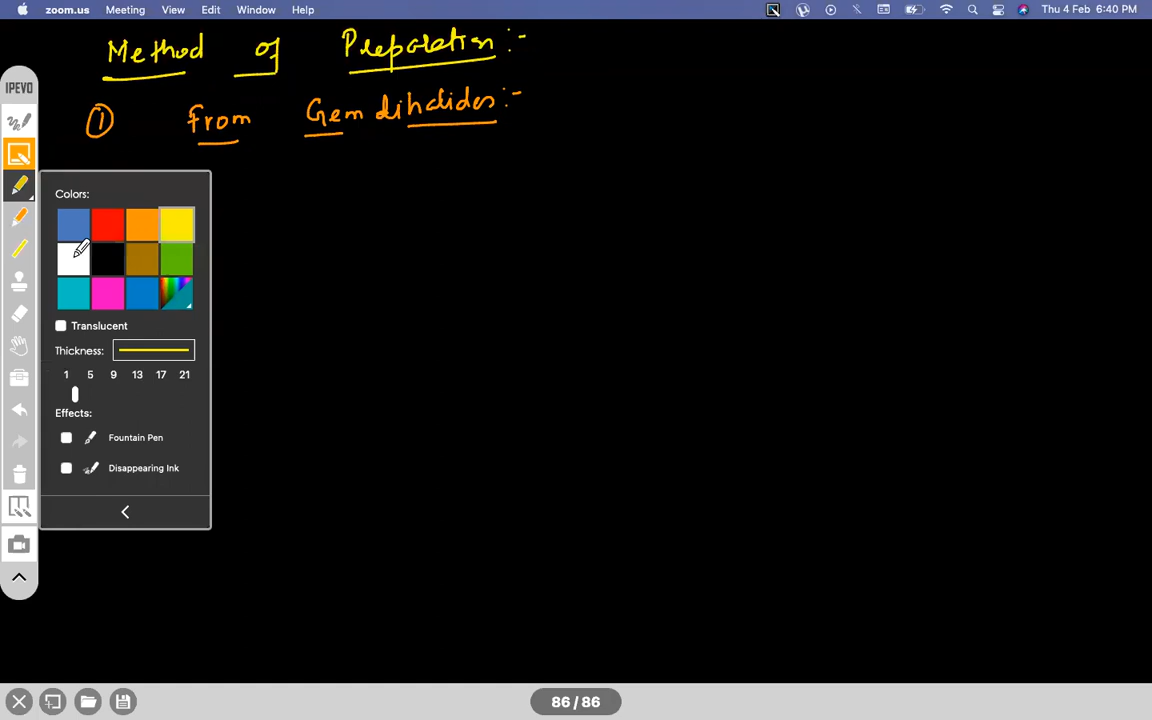 zoom.us Meeting View Edit Window Help Thu 4 Feb 6:40 PM
Method of Preparation :-
① From Gem dihalides :-
IPEVO
Colors:
Translucent
Thickness:
1 5 9 13 17 21
Effects:
Fountain Pen
Disappearing Ink
86 / 86